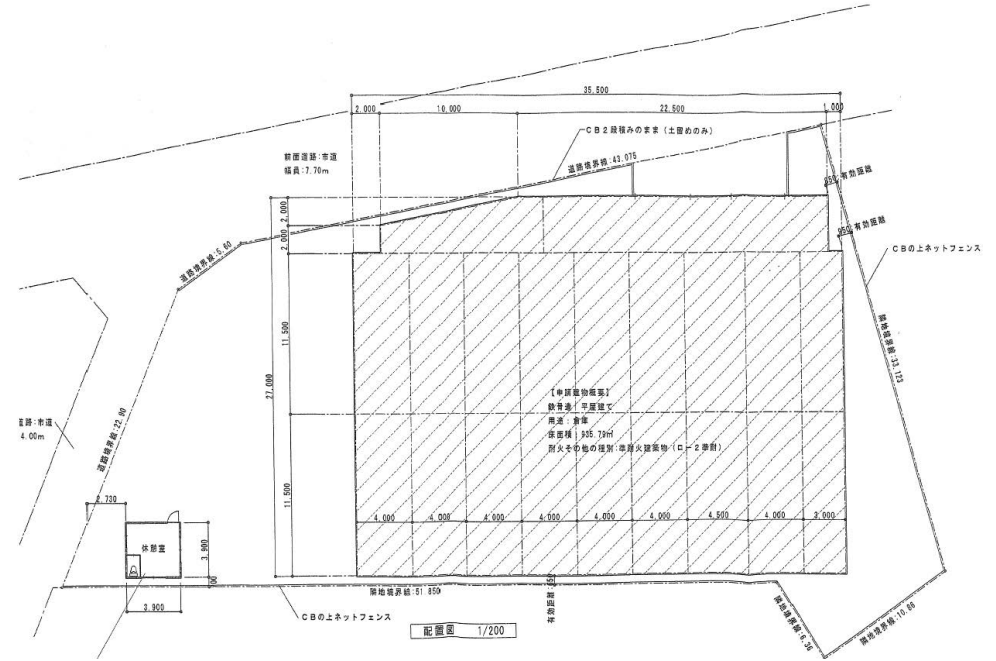 35.500
2.000 10.000 22.500 1.000
CB2段積みのまま（土留めのみ）
前面道路:市道
幅員:7.70m
道路境界線:43.075
950:有効距離
2.000
2.000
950:有効距離
CBの上ネットフェンス
道路境界線:5.60
11.500
27.000
隣地境界線:33.123
【申請建物概要】
鉄骨造 平屋建て
用途:倉庫
床面積:935.79㎡
耐火その他の種別:準耐火建築物（ロー2準耐）
道路:市道
4.00m
道路境界線:22.90
2.730
11.500
4.000 4.000 4.000 4.000 4.000 4.000 4.500 4.000 3.000
休憩室
3.900
3.900
隣地境界線:51.850
CBの上ネットフェンス
隣地境界線:6.36
隣地境界線:10.86
配置図 1/200